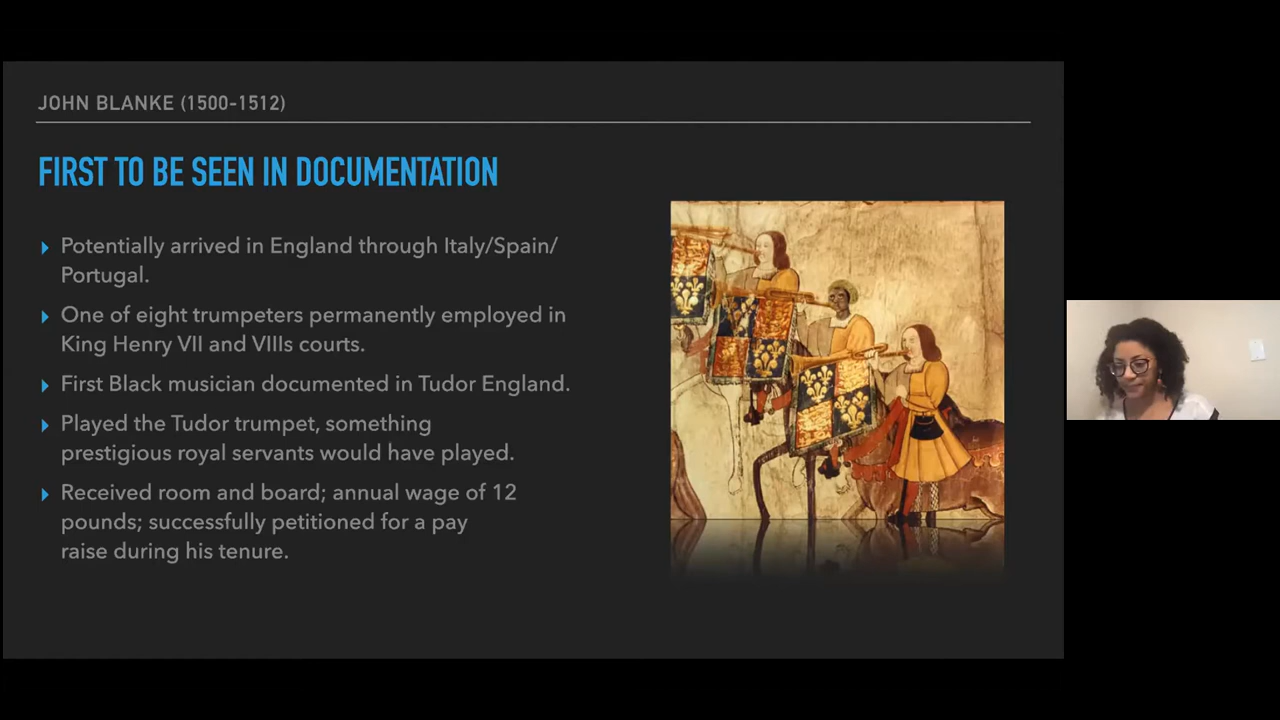 JOHN BLANKE (1500-1512)
FIRST TO BE SEEN IN DOCUMENTATION
Potentially arrived in England through Italy/Spain/
Portugal.
One of eight trumpeters permanently employed in
King Henry VII and VIIIs courts.
First Black musician documented in Tudor England.
Played the Tudor trumpet, something
prestigious royal servants would have played.
Received room and board; annual wage of 12
pounds; successfully petitioned for a pay
raise during his tenure.